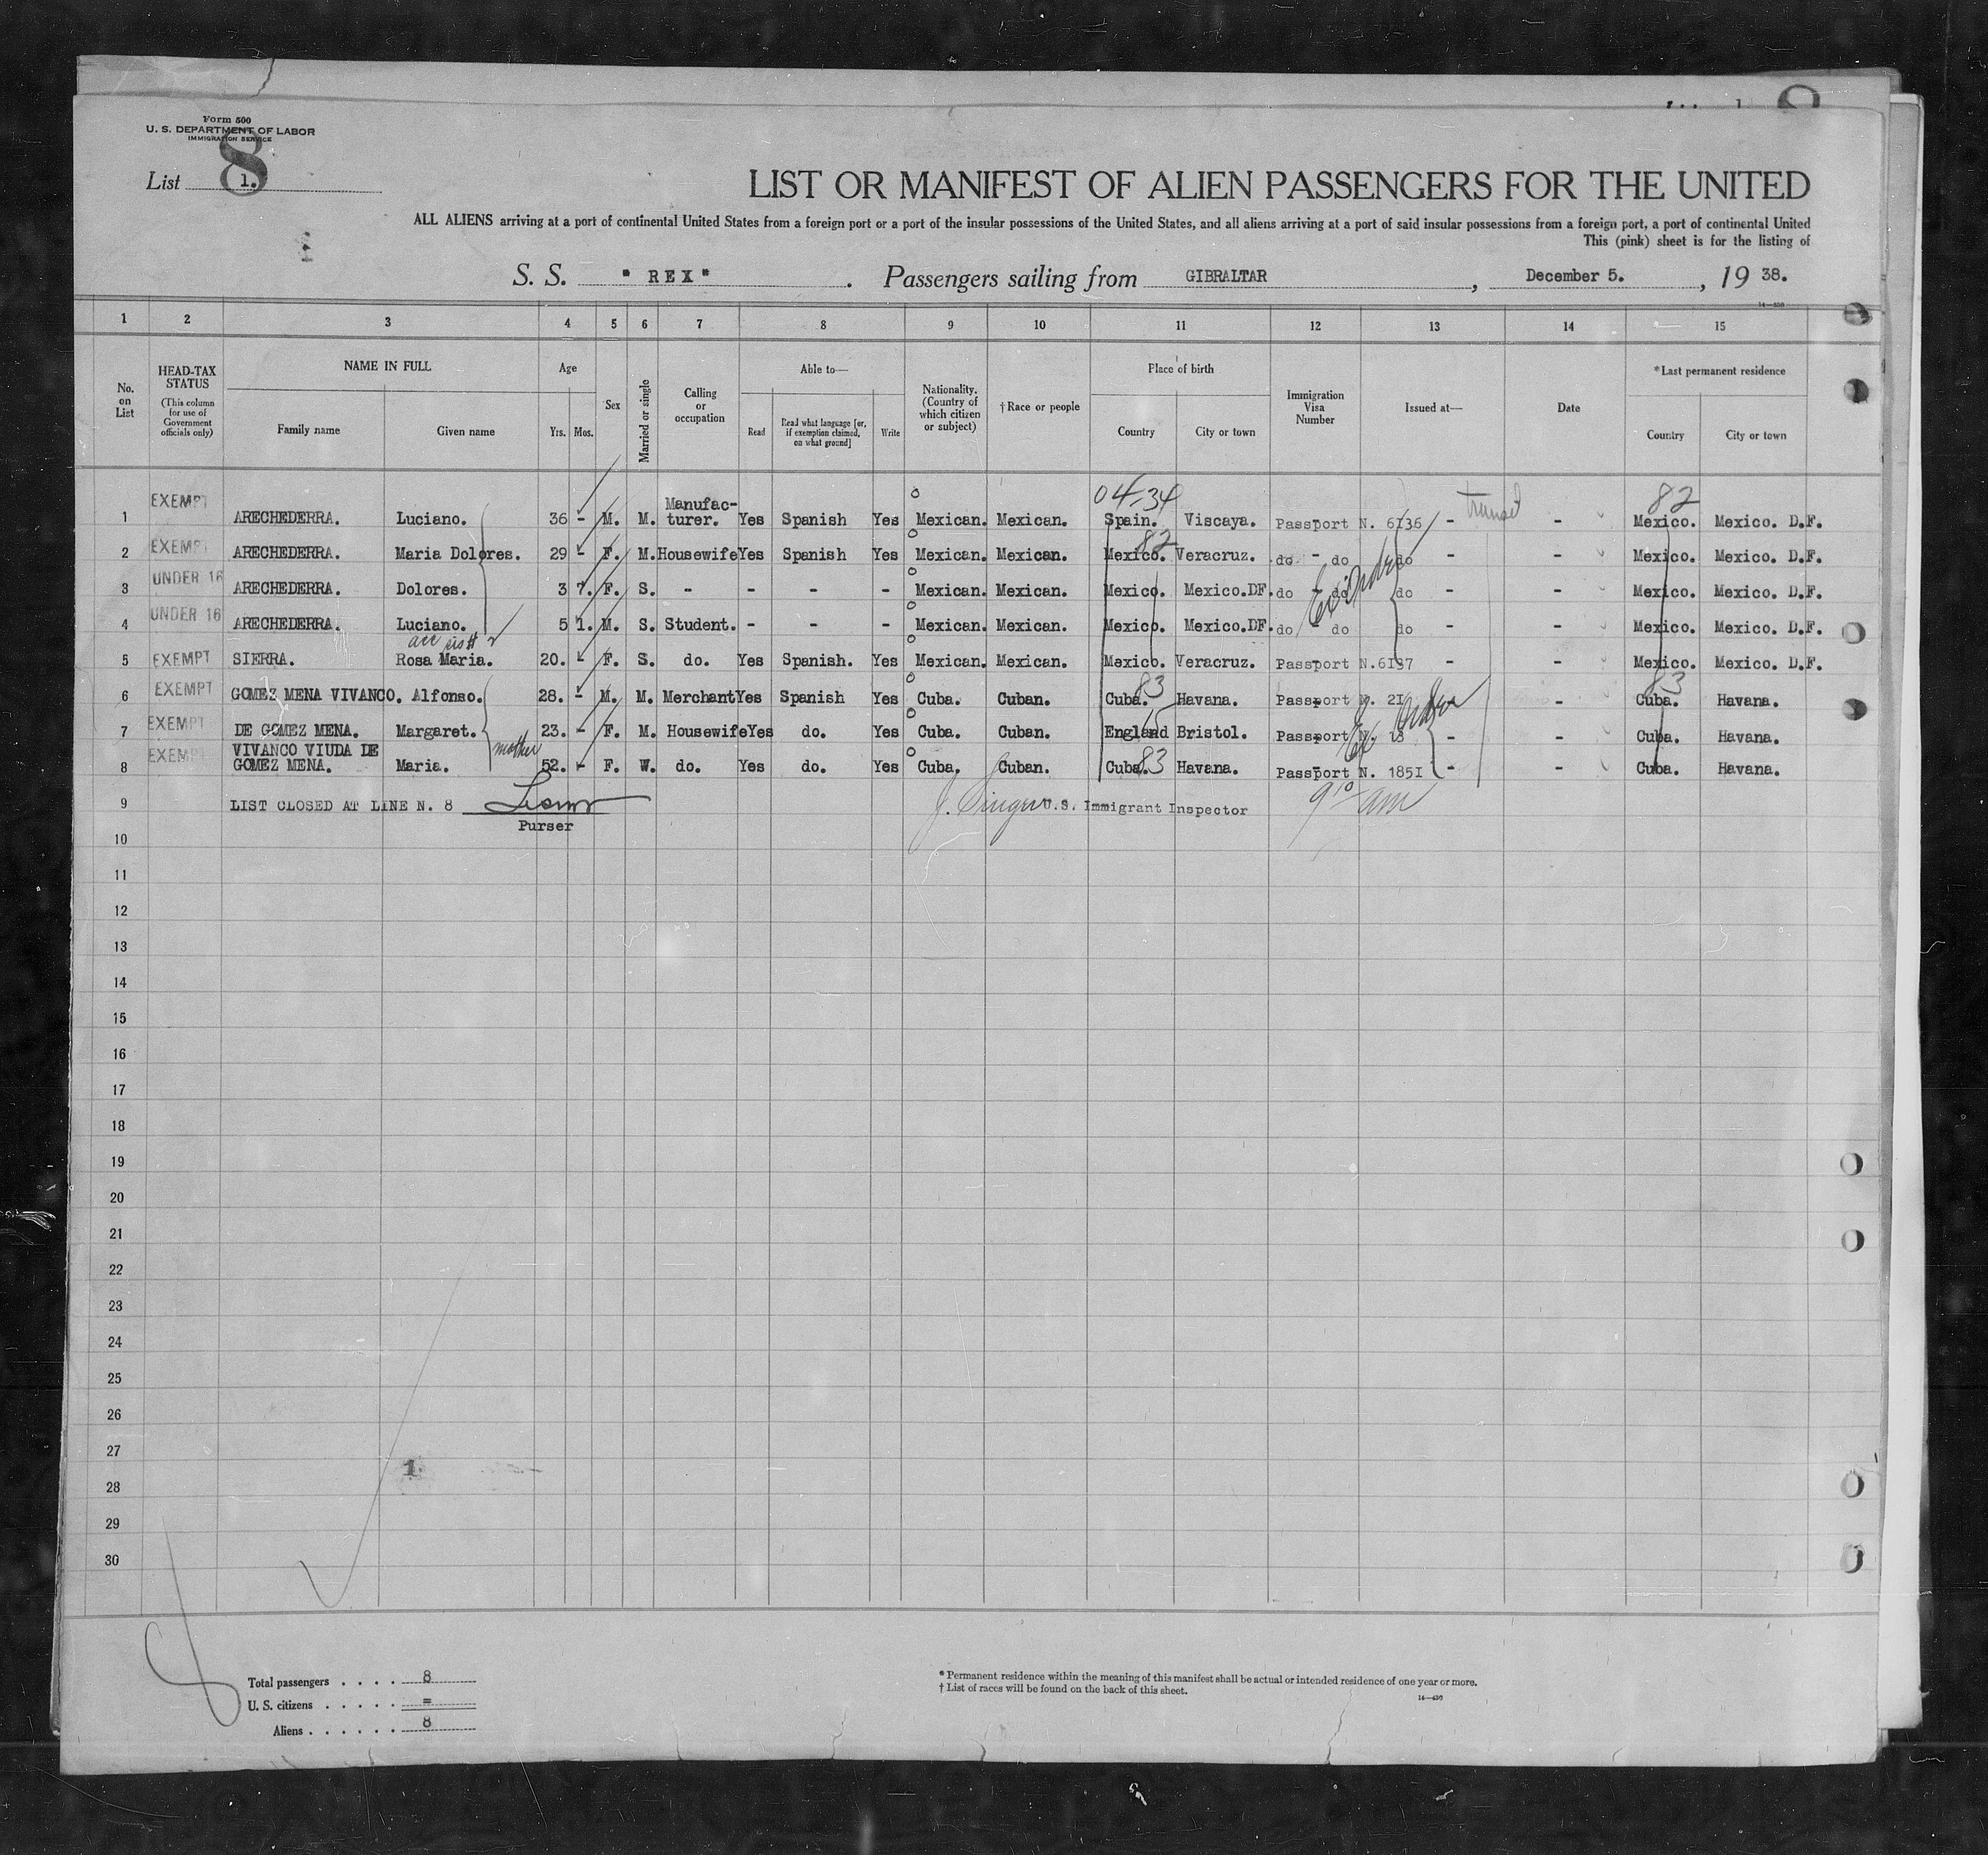 Form 500
U. S. DEPARTMENT OF LABOR
IMMIGRATION SERVICE
8
List 1.
LIST OR MANIFEST OF ALIEN PASSENGERS FOR THE UNITED
ALL ALIENS arriving at a port of continental United States from a foreign port or a port of the insular possessions of the United States, and all aliens arriving at a port of said insular possessions from a foreign port, a port of continental United
This (pink) sheet is for the listing of
S. S. "REX". Passengers sailing from GIBRALTAR, December 5., 19 38.
1 2 3 4 5 6 7 8 9 10 11 12 13 14 15
No. on List
HEAD-TAX STATUS (This column for use of Government officials only)
NAME IN FULL Family name Given name
Age Yrs. Mos.
Sex
Married or single
Calling or occupation
Able to— Read Read what language [or, if exemption claimed, on what ground] Write
Nationality. (Country of which citizen or subject)
†Race or people
Place of birth Country City or town
Immigration Visa Number
Issued at—
Date
*Last permanent residence Country City or town
04-34 transit 82
1 EXEMPT ARECHEDERRA. Luciano. 36 - M. M. Manufacturer. Yes Spanish Yes Mexican. Mexican. Spain. Viscaya. Passport N. 6136 - - Mexico. Mexico. D.F.
82
2 EXEMPT ARECHEDERRA. Maria Dolores. 29 - F. M. Housewife Yes Spanish Yes Mexican. Mexican. Mexico. Veracruz. do - do do - - Mexico. Mexico. D.F.
3 UNDER 16 ARECHEDERRA. Dolores. 3 7. F. S. - - - - Mexican. Mexican. Mexico. Mexico.DF. do - do do - - Mexico. Mexico. D.F.
4 UNDER 16 ARECHEDERRA. Luciano. 5 1. M. S. Student. - - - Mexican. Mexican. Mexico. Mexico.DF. do - do do - - Mexico. Mexico. D.F.
5 EXEMPT SIERRA. Rosa Maria. 20. - F. S. do. Yes Spanish. Yes Mexican. Mexican. Mexico. Veracruz. Passport N.6137 - - Mexico. Mexico. D.F.
83 83
6 EXEMPT GOMEZ MENA VIVANCO. Alfonso. 28. - M. M. Merchant Yes Spanish Yes Cuba. Cuban. Cuba. Havana. Passport N. 21 - - Cuba. Havana.
7 EXEMPT DE GOMEZ MENA. Margaret. 23. - F. M. Housewife Yes do. Yes Cuba. Cuban. England Bristol. Passport N. 18 - - Cuba. Havana.
mother
8 EXEMPT VIVANCO VIUDA DE GOMEZ MENA. Maria. 52. - F. W. do. Yes do. Yes Cuba. Cuban. Cuba. 83 Havana. Passport N. 1851 - - Cuba. Havana.
9 LIST CLOSED AT LINE N. 8 U.S. Immigrant Inspector 9 10 am
Purser
10
11
12
13
14
15
16
17
18
19
20
21
22
23
24
25
26
27
1
28
29
30
Total passengers . . . . 8
U. S. citizens . . . . . =
Aliens . . . . . . 8
* Permanent residence within the meaning of this manifest shall be actual or intended residence of one year or more.
† List of races will be found on the back of this sheet.
14—430